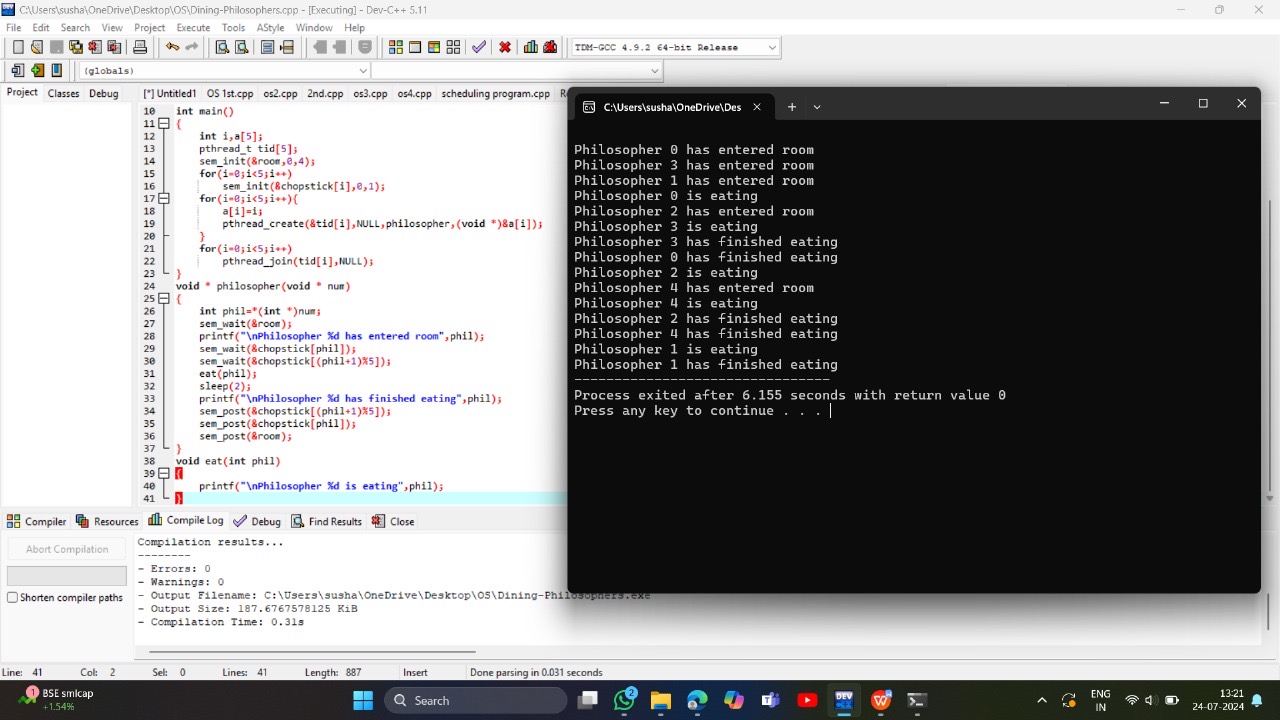 C:\Users\susha\OneDrive\Desktop\OS\Dining-Philosophers.cpp - [Executing] - Dev-C++ 5.11
File Edit Search View Project Execute Tools AStyle Window Help
TDM-GCC 4.9.2 64-bit Release
(globals)
Project Classes Debug
[*] Untitled1 OS 1st.cpp os2.cpp 2nd.cpp os3.cpp os4.cpp scheduling program.cpp
10 int main()
11 {
12 int i,a[5];
13 pthread_t tid[5];
14 sem_init(&room,0,4);
15 for(i=0;i<5;i++)
16 sem_init(&chopstick[i],0,1);
17 for(i=0;i<5;i++){
18 a[i]=i;
19 pthread_create(&tid[i],NULL,philosopher,(void *)&a[i]);
20 }
21 for(i=0;i<5;i++)
22 pthread_join(tid[i],NULL);
23 }
24 void * philosopher(void * num)
25 {
26 int phil=*(int *)num;
27 sem_wait(&room);
28 printf("\nPhilosopher %d has entered room",phil);
29 sem_wait(&chopstick[phil]);
30 sem_wait(&chopstick[(phil+1)%5]);
31 eat(phil);
32 sleep(2);
33 printf("\nPhilosopher %d has finished eating",phil);
34 sem_post(&chopstick[(phil+1)%5]);
35 sem_post(&chopstick[phil]);
36 sem_post(&room);
37 }
38 void eat(int phil)
39 {
40 printf("\nPhilosopher %d is eating",phil);
41 }
C:\Users\susha\OneDrive\Des
Philosopher 0 has entered room
Philosopher 3 has entered room
Philosopher 1 has entered room
Philosopher 0 is eating
Philosopher 2 has entered room
Philosopher 3 is eating
Philosopher 3 has finished eating
Philosopher 0 has finished eating
Philosopher 2 is eating
Philosopher 4 has entered room
Philosopher 4 is eating
Philosopher 2 has finished eating
Philosopher 4 has finished eating
Philosopher 1 is eating
Philosopher 1 has finished eating
--------------------------------
Process exited after 6.155 seconds with return value 0
Press any key to continue . . .
Compiler Resources Compile Log Debug Find Results Close
Abort Compilation
Shorten compiler paths
Compilation results...
--------
- Errors: 0
- Warnings: 0
- Output Filename: C:\Users\susha\OneDrive\Desktop\OS\Dining-Philosophers.exe
- Output Size: 187.6767578125 KiB
- Compilation Time: 0.31s
Line: 41 Col: 2 Sel: 0 Lines: 41 Length: 887 Insert Done parsing in 0.031 seconds
1
BSE smlcap
+1.54%
Search
2
DEV
ENG
IN
13:21
24-07-2024